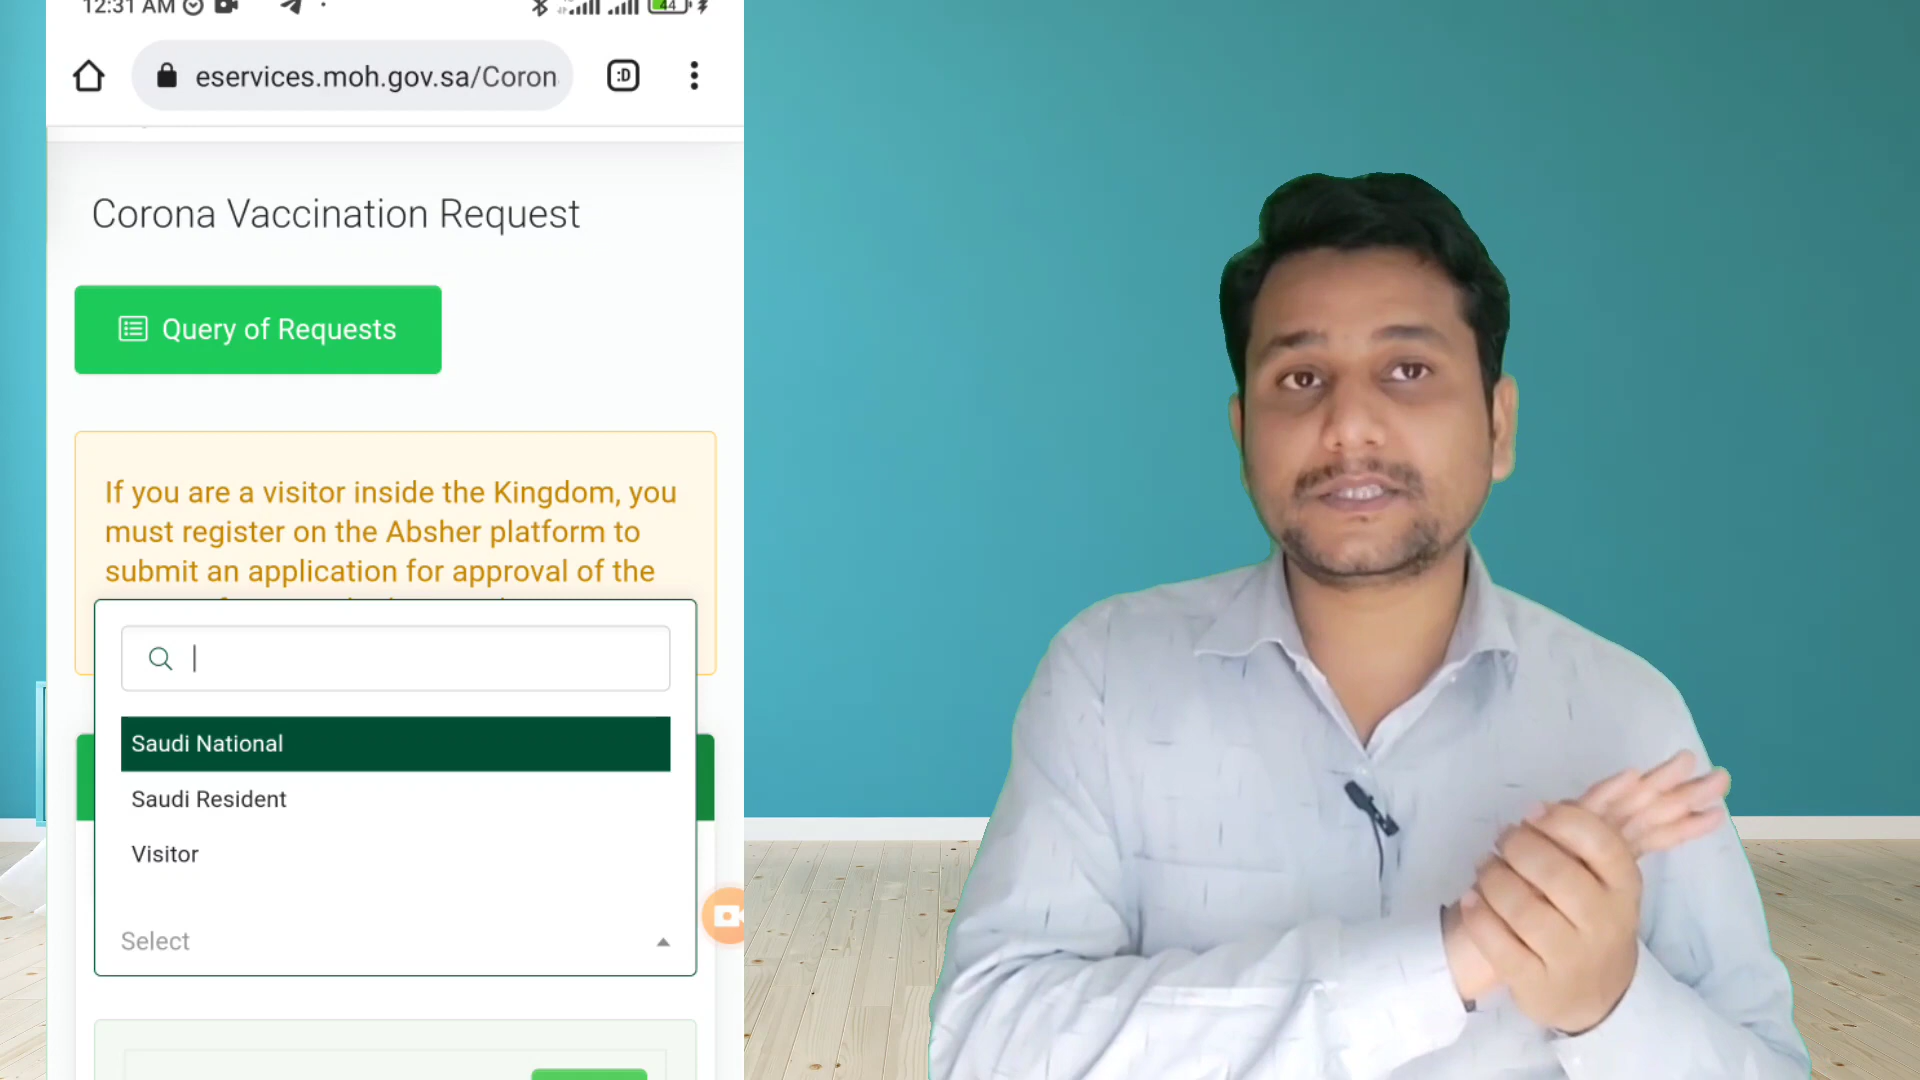 12:31 AM
44
eservices.moh.gov.sa/Coron
:D
Corona Vaccination Request
Query of Requests
If you are a visitor inside the Kingdom, you
must register on the Absher platform to
submit an application for approval of the
Saudi National
Saudi Resident
Visitor
Select